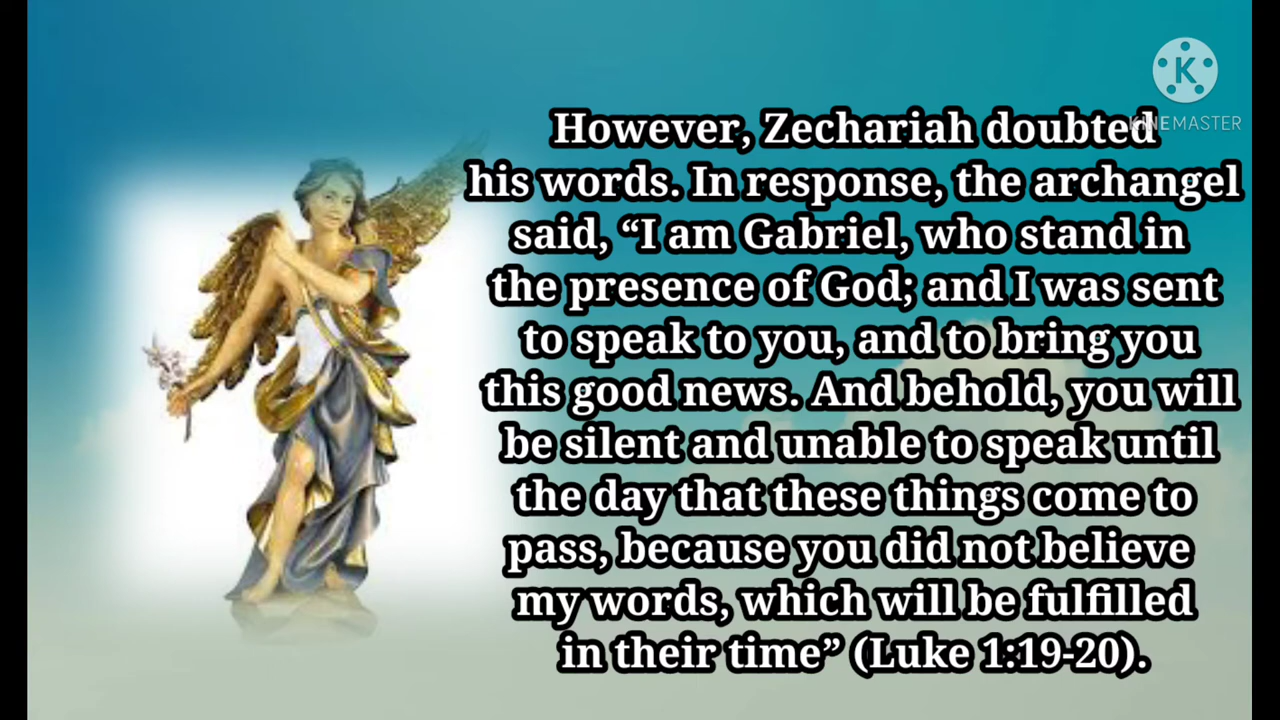 K
KINEMASTER
However, Zechariah doubted
his words. In response, the archangel
said, “I am Gabriel, who stand in
the presence of God; and I was sent
to speak to you, and to bring you
this good news. And behold, you will
be silent and unable to speak until
the day that these things come to
pass, because you did not believe
my words, which will be fulfilled
in their time” (Luke 1:19-20).